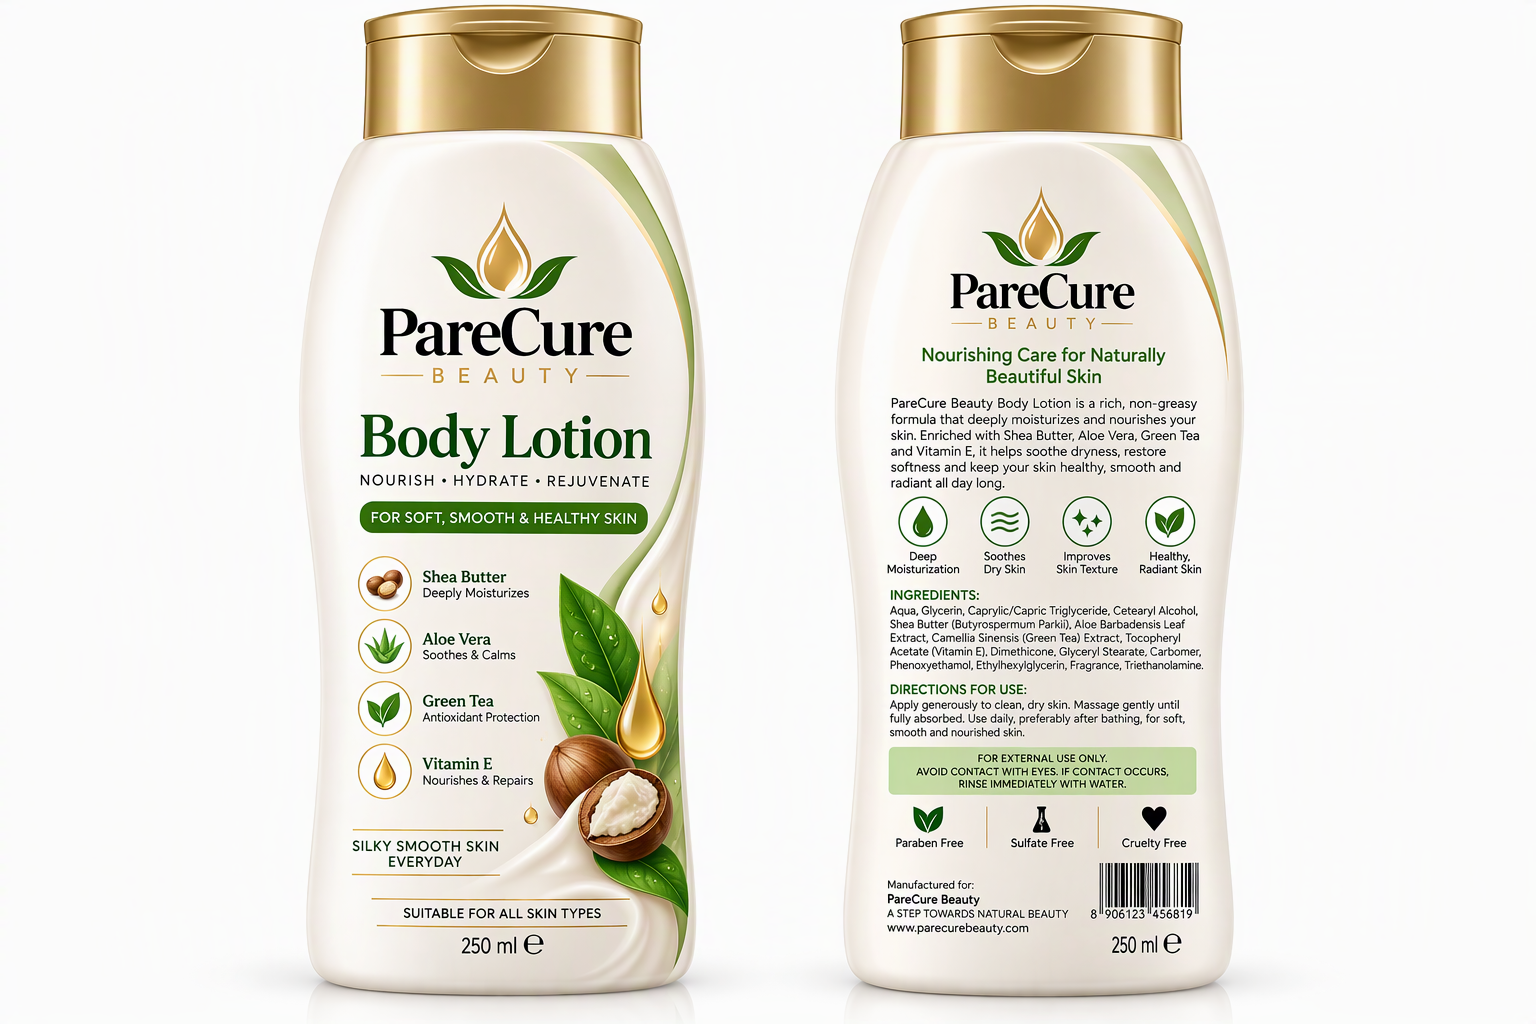 PareCure
BEAUTY
Body Lotion
NOURISH • HYDRATE • REJUVENATE
FOR SOFT, SMOOTH & HEALTHY SKIN
Shea Butter
Deeply Moisturizes
Aloe Vera
Soothes & Calms
Green Tea
Antioxidant Protection
Vitamin E
Nourishes & Repairs
SILKY SMOOTH SKIN
EVERYDAY
SUITABLE FOR ALL SKIN TYPES
250 ml ℮
PareCure
BEAUTY
Nourishing Care for Naturally
Beautiful Skin
PareCure Beauty Body Lotion is a rich, non-greasy
formula that deeply moisturizes and nourishes your
skin. Enriched with Shea Butter, Aloe Vera, Green Tea
and Vitamin E, it helps soothe dryness, restore
softness and keep your skin healthy, smooth and
radiant all day long.
Deep
Moisturization
Soothes
Dry Skin
Improves
Skin Texture
Healthy,
Radiant Skin
INGREDIENTS:
Aqua, Glycerin, Caprylic/Capric Triglyceride, Cetearyl Alcohol,
Shea Butter (Butyrospermum Parkii), Aloe Barbadensis Leaf
Extract, Camellia Sinensis (Green Tea) Extract, Tocopheryl
Acetate (Vitamin E), Dimethicone, Glyceryl Stearate, Carbomer,
Phenoxyethamol, Ethylhexylglycerin, Fragrance, Triethanolamine.
DIRECTIONS FOR USE:
Apply generously to clean, dry skin. Massage gently until
fully absorbed. Use daily, preferably after bathing, for soft,
smooth and nourished skin.
FOR EXTERNAL USE ONLY.
AVOID CONTACT WITH EYES. IF CONTACT OCCURS,
RINSE IMMEDIATELY WITH WATER.
Paraben Free
Sulfate Free
Cruelty Free
Manufactured for:
PareCure Beauty
A STEP TOWARDS NATURAL BEAUTY
www.parecurebeauty.com
8 906123 456819
250 ml ℮